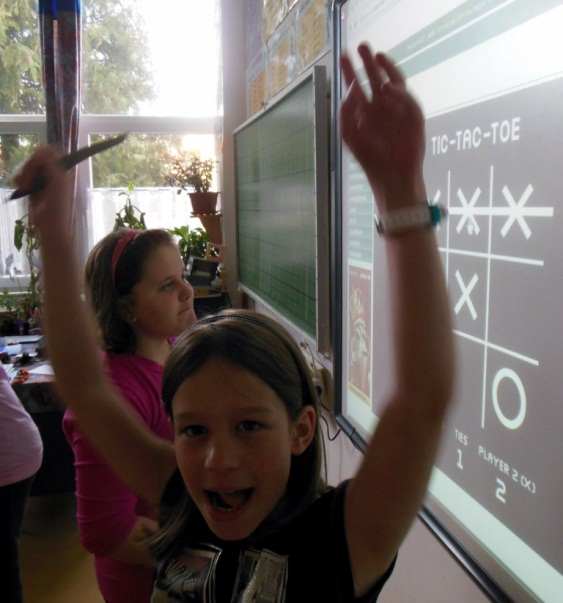 TIC-TAC-TOE
TIES
1
PLAYER 2 (X)
2